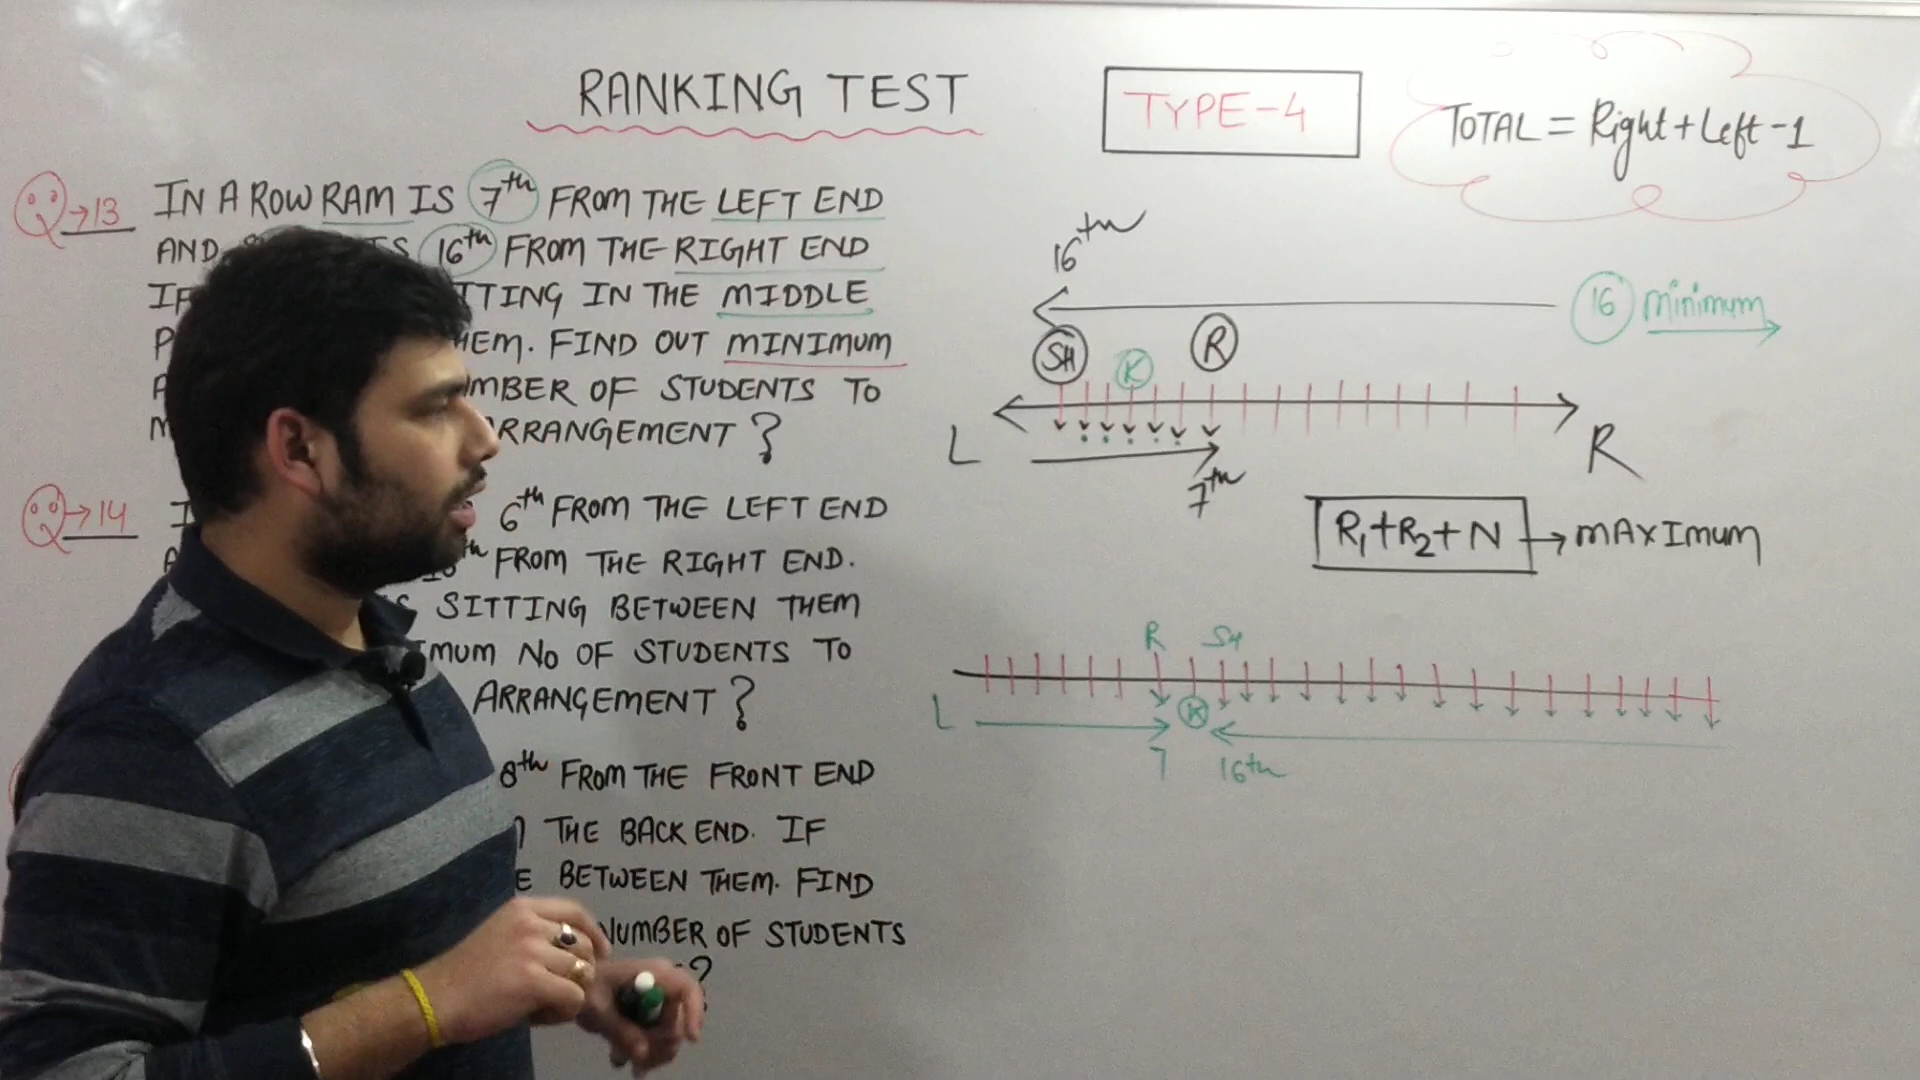 RANKING TEST
TYPE-4
TOTAL = Right + Left - 1
Q→13
IN A ROW RAM IS 7th FROM THE LEFT END
AND IS 16th FROM THE RIGHT END
IF TTING IN THE MIDDLE
HEM. FIND OUT MINIMUM
MBER OF STUDENTS TO
RRANGEMENT ?
Q→14
6th FROM THE LEFT END
th FROM THE RIGHT END.
SITTING BETWEEN THEM
IMUM NO OF STUDENTS TO
ARRANGEMENT ?
8th FROM THE FRONT END
THE BACK END. IF
E BETWEEN THEM. FIND
NUMBER OF STUDENTS
?
16th
16 minimum
SH K R
L R
7th
R1+R2+N → MAXIMUM
R SH
L K
7 16th